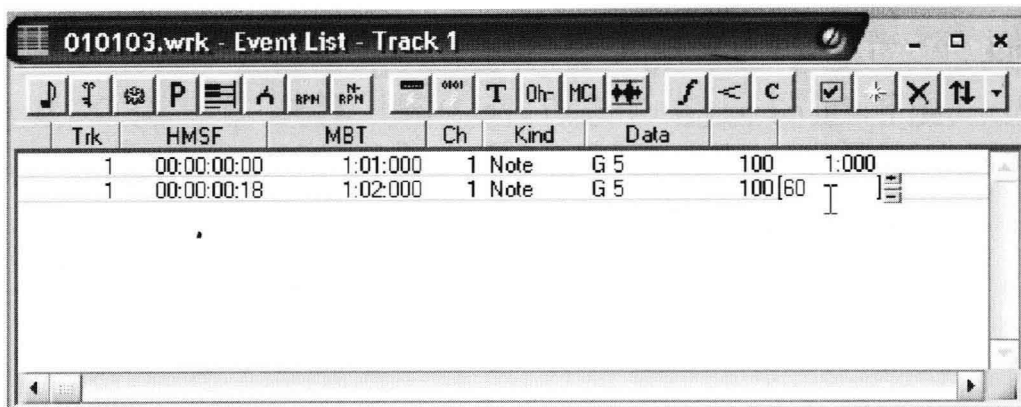 010103.wrk - Event List - Track 1
P RPN N-RPN 0101 T Oh- MCI f < C
Trk HMSF MBT Ch Kind Data
1 00:00:00:00 1:01:000 1 Note G 5 100 1:000
1 00:00:00:18 1:02:000 1 Note G 5 100 [60 ]